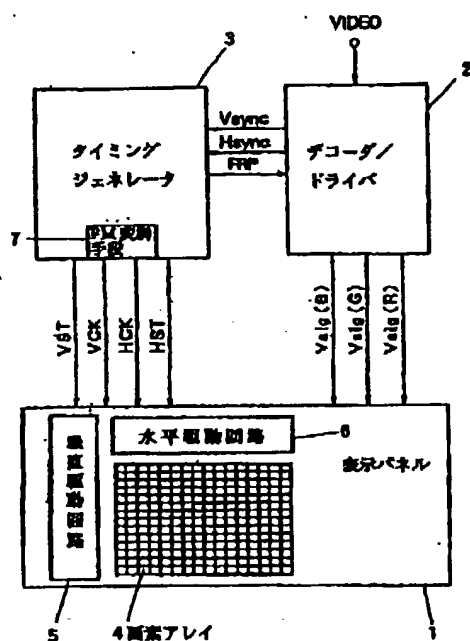 VIDEO
3
2
タイミング
ジェネレータ
Vsync
Hsync
FRP
デコーダ/
ドライバ
7
手段
VST
VCK
HCK
HST
Vsig(B)
Vsig(G)
Vsig(R)
水平駆動回路
6
表示パネル
垂直駆動回路
5
4画素アレイ
1